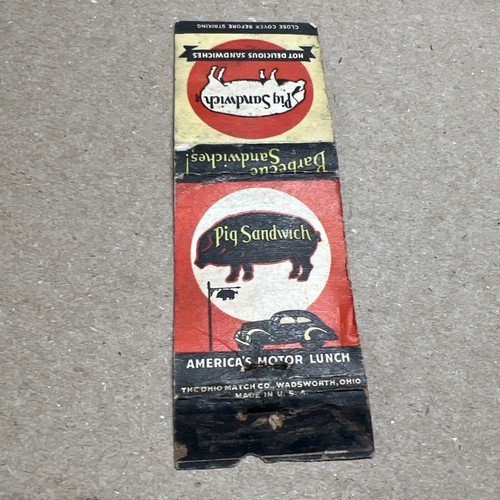 CLOSE COVER BEFORE STRIKING
HOT DELICIOUS SANDWICHES
Pig Sandwich
Barbecue
Sandwiches!
Pig Sandwich
AMERICA'S MOTOR LUNCH
THE OHIO MATCH CO., WADSWORTH, OHIO
MADE IN U. S. A.